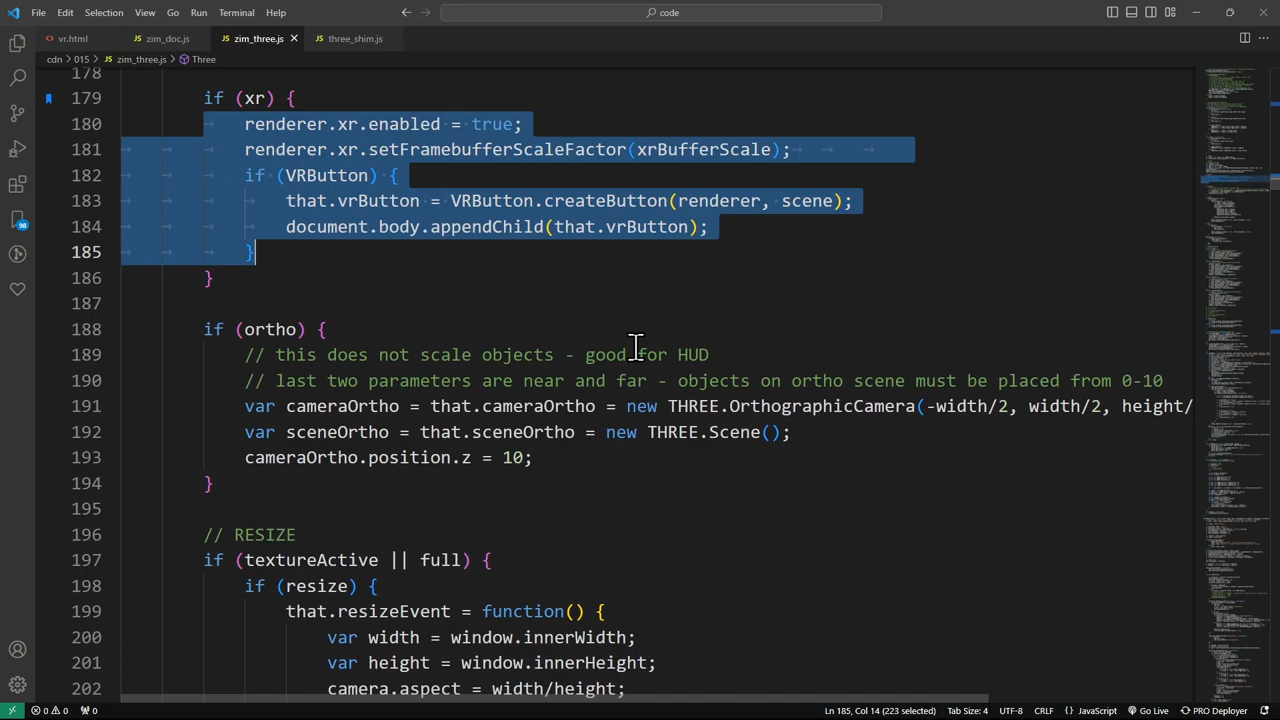 File Edit Selection View Go Run Terminal Help
code
vr.html zim_doc.js zim_three.js three_shim.js
cdn > 015 > zim_three.js > Three
178
179 if (xr) {
180 renderer.xr.enabled = true;
181 renderer.xr.setFramebufferScaleFactor(xrBufferScale);
182 if (VRButton) {
183 that.vrButton = VRButton.createButton(renderer, scene);
184 document.body.appendChild(that.vrButton);
185 }
186 }
187
188 if (ortho) {
189 // this does not scale objects - good for HUD
190 // last two parameters are near and far - objects on ortho scene must be placed from 0-10
191 var cameraOrtho = that.cameraOrtho = new THREE.OrthographicCamera(-width/2, width/2, height/
192 var sceneOrtho = that.sceneOrtho = new THREE.Scene();
193 cameraOrtho.position.z = ;
194 }
195
196 // RESIZE
197 if (textureActive || full) {
198 if (resize) {
199 that.resizeEvent = function() {
200 var width = window.innerWidth;
201 var height = window.innerHeight;
202 camera.aspect = width/height;
98
0 0 0 Ln 185, Col 14 (223 selected) Tab Size: 4 UTF-8 CRLF {} JavaScript Go Live PRO Deployer